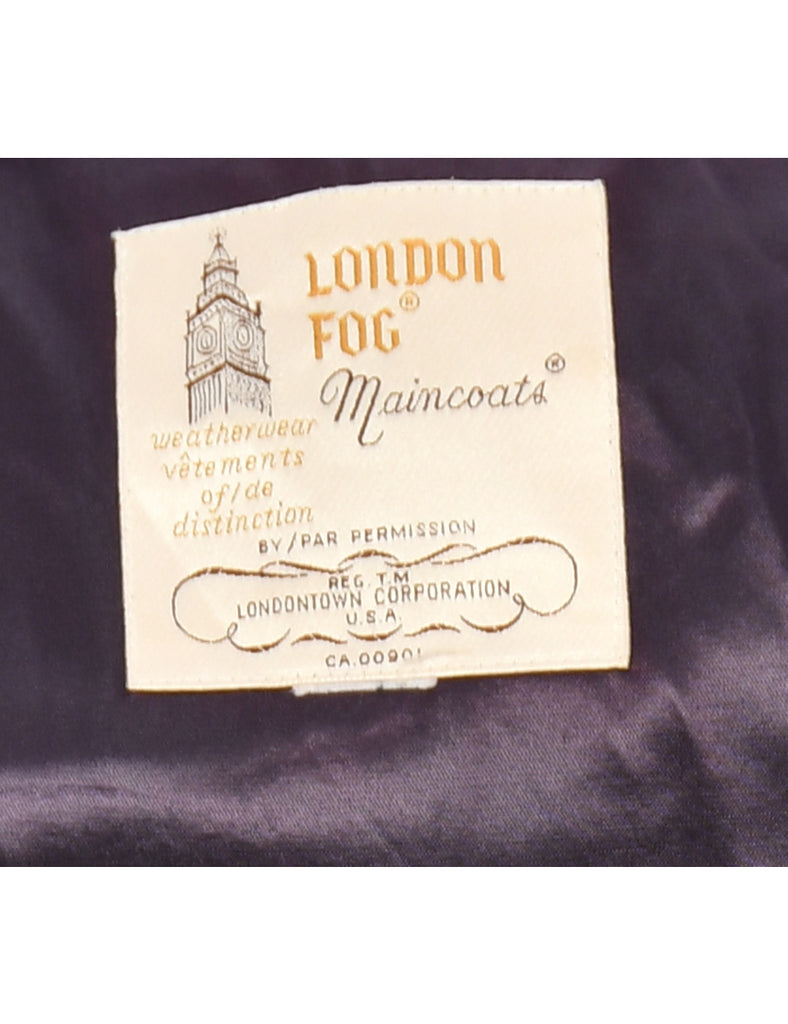 LONDON
FOG®
Maincoats®
weatherwear
vêtements
of/de
distinction
BY/PAR PERMISSION
REG. T.M
LONDONTOWN CORPORATION
U.S.A.
CA.00901